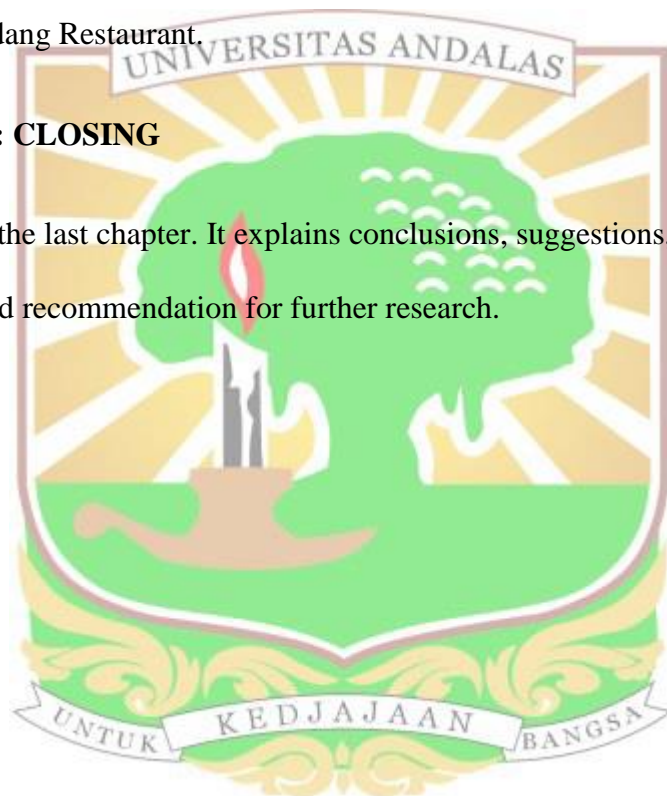 dang Restaurant.
UNIVERSITAS ANDALAS
: CLOSING
the last chapter. It explains conclusions, suggestions,
d recommendation for further research.
UNTUK KEDJAJAAN BANGSA